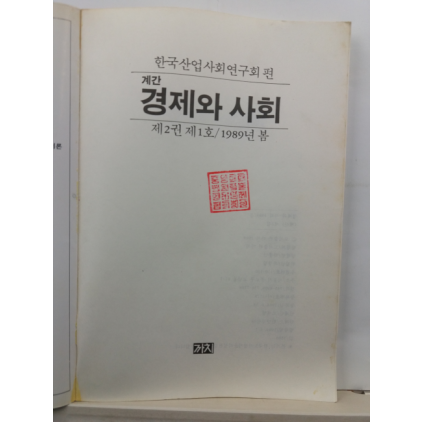 한국산업사회연구회 편
계간
경제와 사회
제2권 제1호/1989년 봄
까치